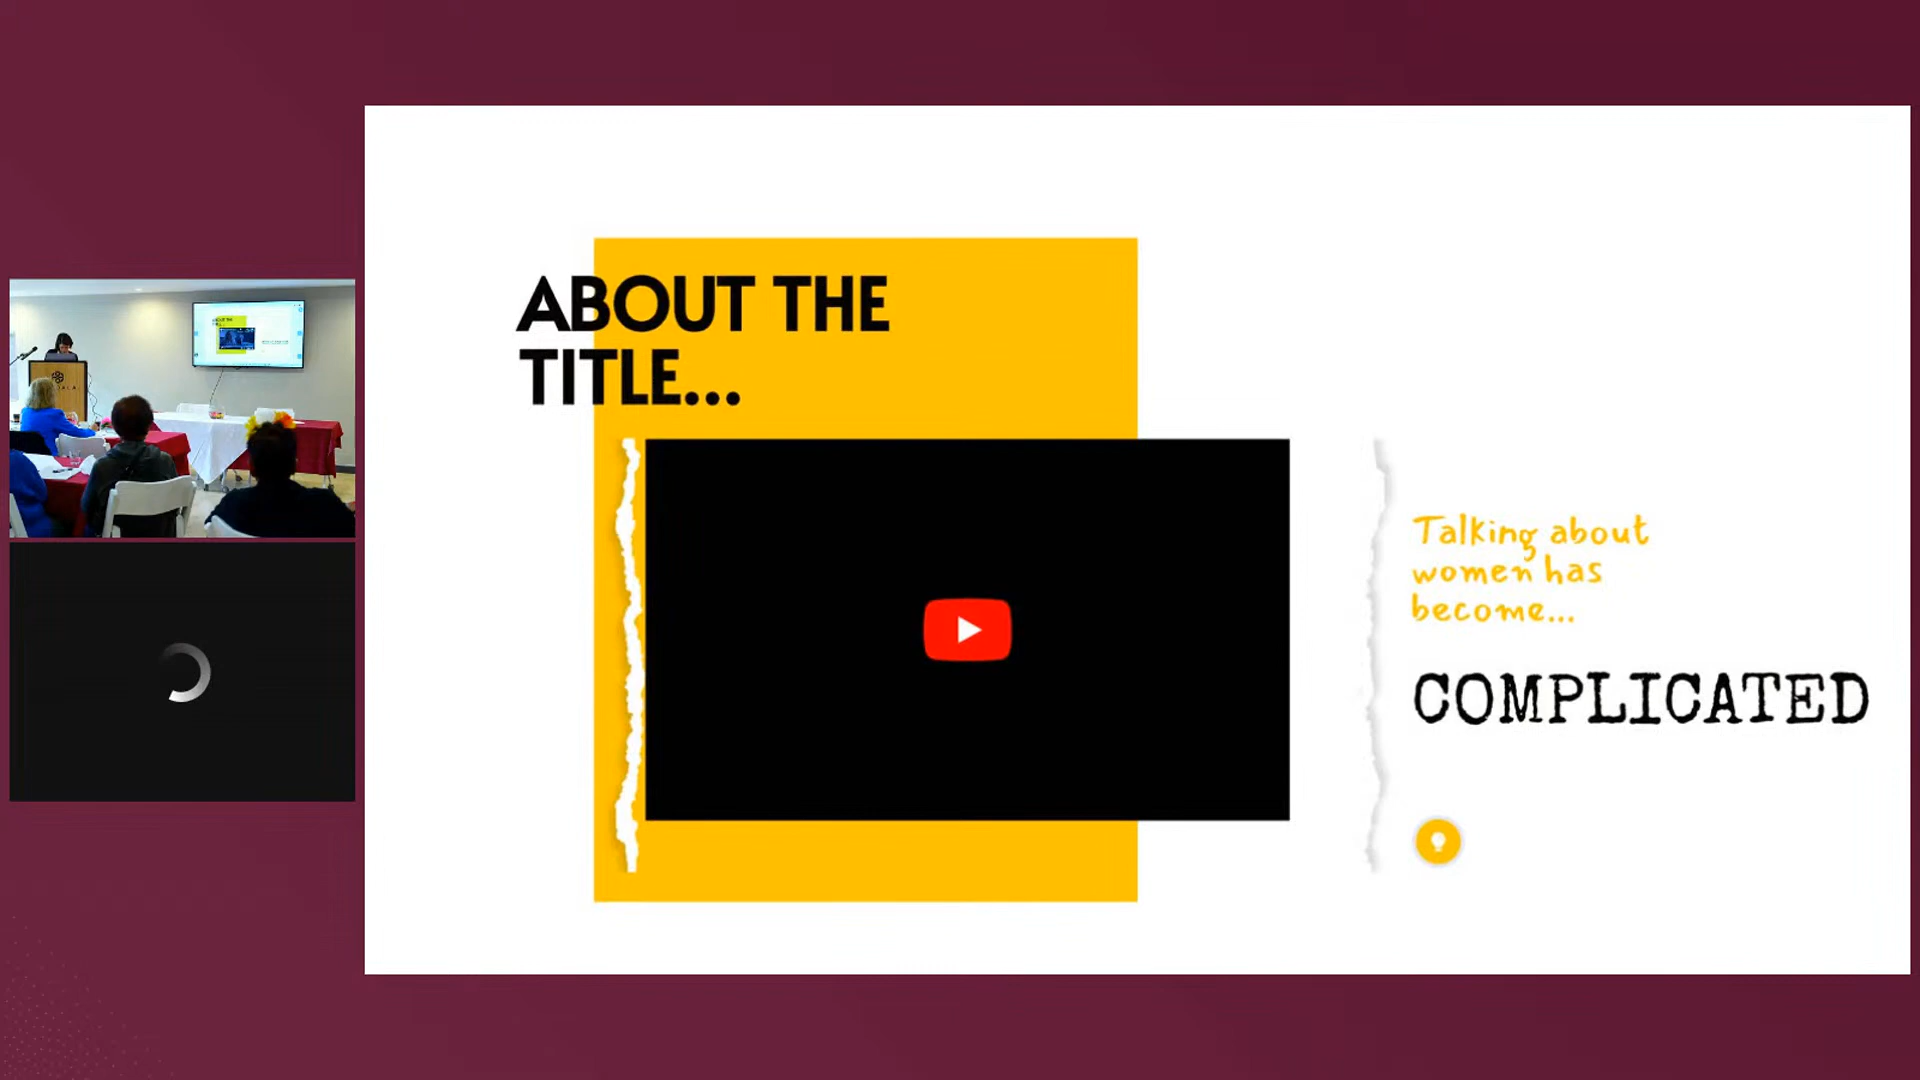 ABOUT THE
TITLE...
Talking about
women has
become...
COMPLICATED